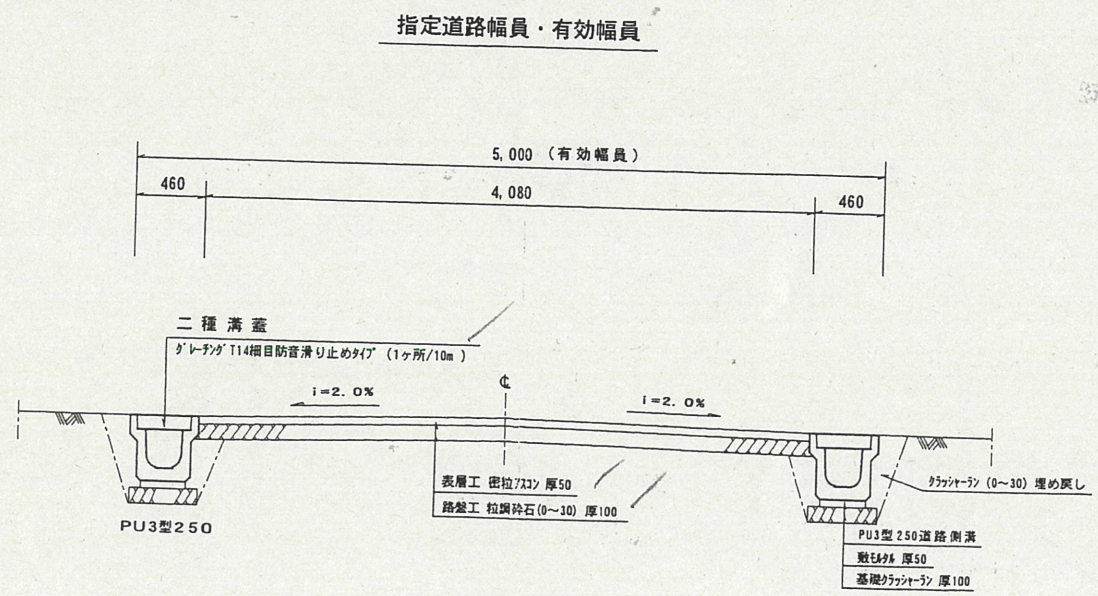 指定道路幅員・有効幅員
5,000 (有効幅員)
460
4,080
460
二種溝蓋
グレーチングT14細目防音滑り止めタイプ (1ヶ所/10m)
i=2.0%
℄
i=2.0%
表層工 密粒アスコン 厚50
路盤工 粒調砕石(0〜30) 厚100
クラッシャーラン (0〜30) 埋め戻し
PU3型250
PU3型250道路側溝
敷モルタル 厚50
基礎クラッシャーラン 厚100